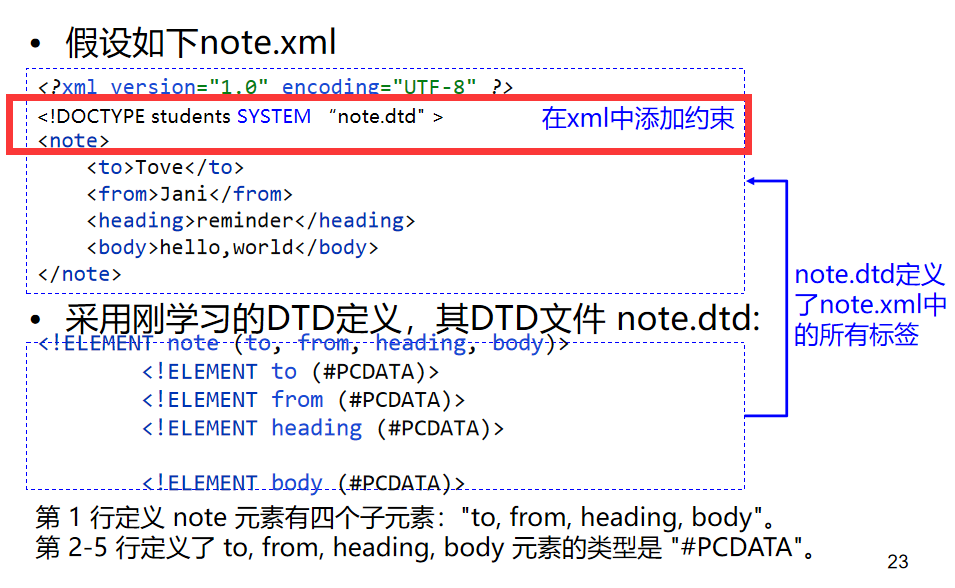 • 假设如下note.xml
<?xml version="1.0" encoding="UTF-8" ?>
<!DOCTYPE students SYSTEM “note.dtd" >
在xml中添加约束
<note>
<to>Tove</to>
<from>Jani</from>
<heading>reminder</heading>
<body>hello,world</body>
</note>
note.dtd定义
了note.xml中
的所有标签
• 采用刚学习的DTD定义，其DTD文件 note.dtd:
<!ELEMENT note (to, from, heading, body)>
<!ELEMENT to (#PCDATA)>
<!ELEMENT from (#PCDATA)>
<!ELEMENT heading (#PCDATA)>
<!ELEMENT body (#PCDATA)>
第 1 行定义 note 元素有四个子元素："to, from, heading, body"。
第 2-5 行定义了 to, from, heading, body 元素的类型是 "#PCDATA"。
23